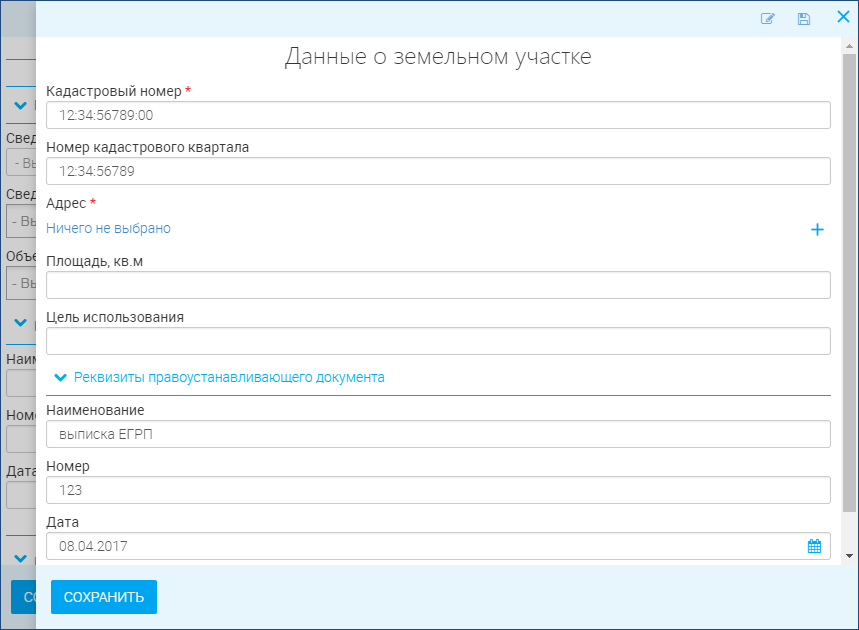 Данные о земельном участке
Кадастровый номер *
12:34:56789:00
Номер кадастрового квартала
12:34:56789
Адрес *
Ничего не выбрано
Площадь, кв.м
Цель использования
Реквизиты правоустанавливающего документа
Наименование
выписка ЕГРП
Номер
123
Дата
08.04.2017
СОХРАНИТЬ